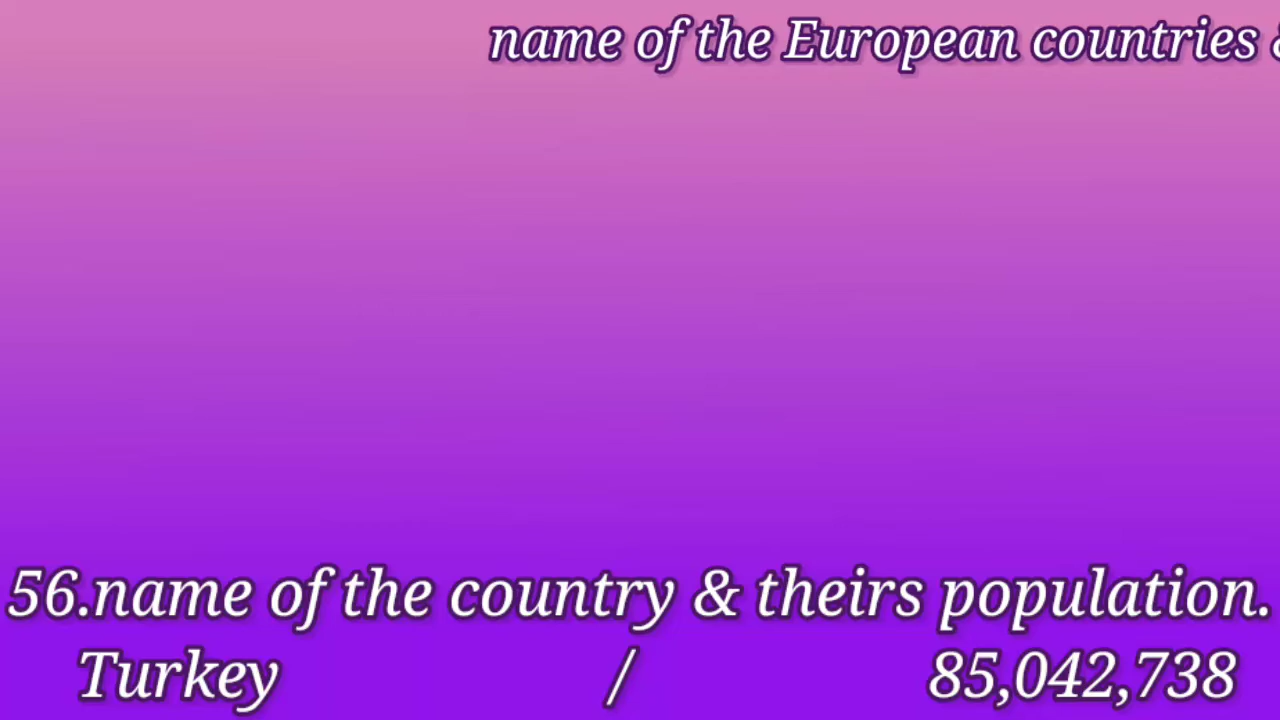 name of the European countries &
56.name of the country & theirs population.
Turkey / 85,042,738